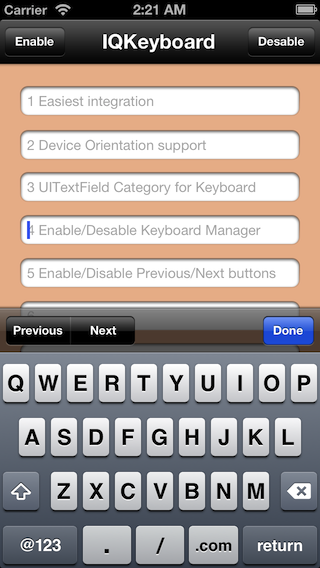 Carrier 2:21 AM
Enable IQKeyboard Desable
1 Easiest integration
2 Device Orientation support
3 UITextField Category for Keyboard
4 Enable/Desable Keyboard Manager
5 Enable/Disable Previous/Next buttons
Previous Next Done
Q W E R T Y U I O P
A S D F G H J K L
Z X C V B N M
@123 . / .com return